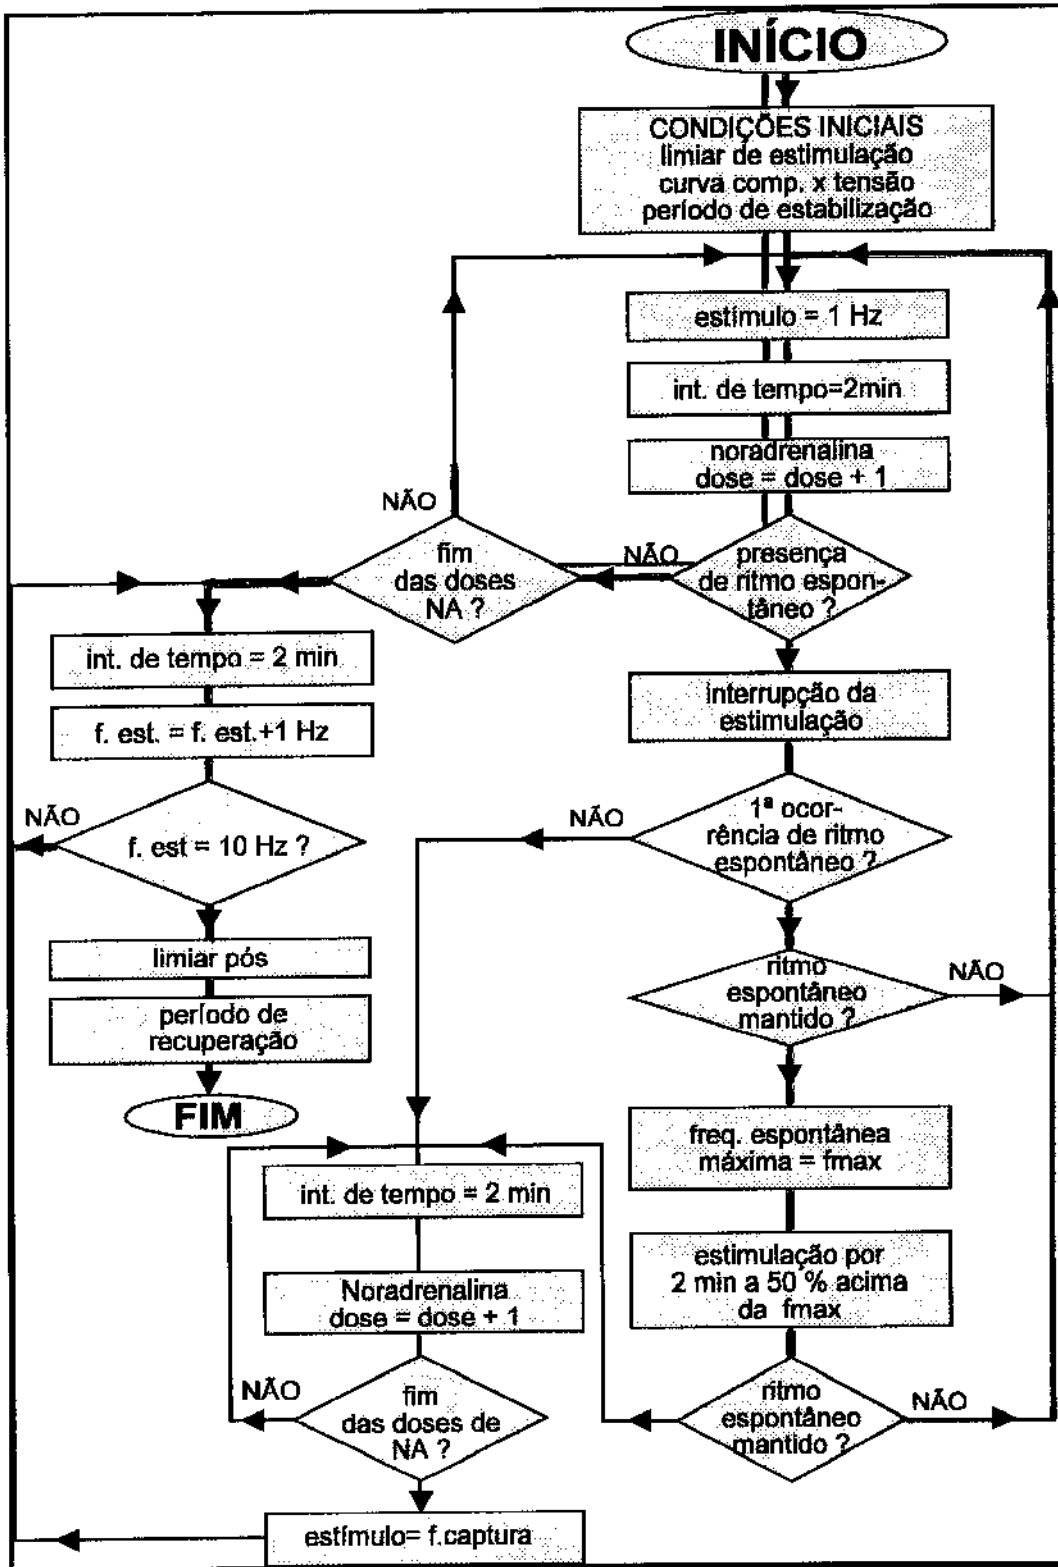 INÍCIO
CONDIÇÕES INICIAIS
limiar de estimulação
curva comp. x tensão
período de estabilização
estímulo = 1 Hz
int. de tempo=2min
noradrenalina
dose = dose + 1
presença
de ritmo espon-
tâneo ?
NÃO
fim
das doses
NA ?
NÃO
int. de tempo = 2 min
f. est. = f. est.+1 Hz
f. est = 10 Hz ?
NÃO
limiar pós
período de
recuperação
FIM
interrupção da
estimulação
1ª ocor-
rência de ritmo
espontâneo ?
NÃO
ritmo
espontâneo
mantido ?
NÃO
freq. espontânea
máxima = fmax
estimulação por
2 min a 50 % acima
da fmax
ritmo
espontâneo
mantido ?
NÃO
int. de tempo = 2 min
Noradrenalina
dose = dose + 1
fim
das doses de
NA ?
NÃO
estímulo= f.captura